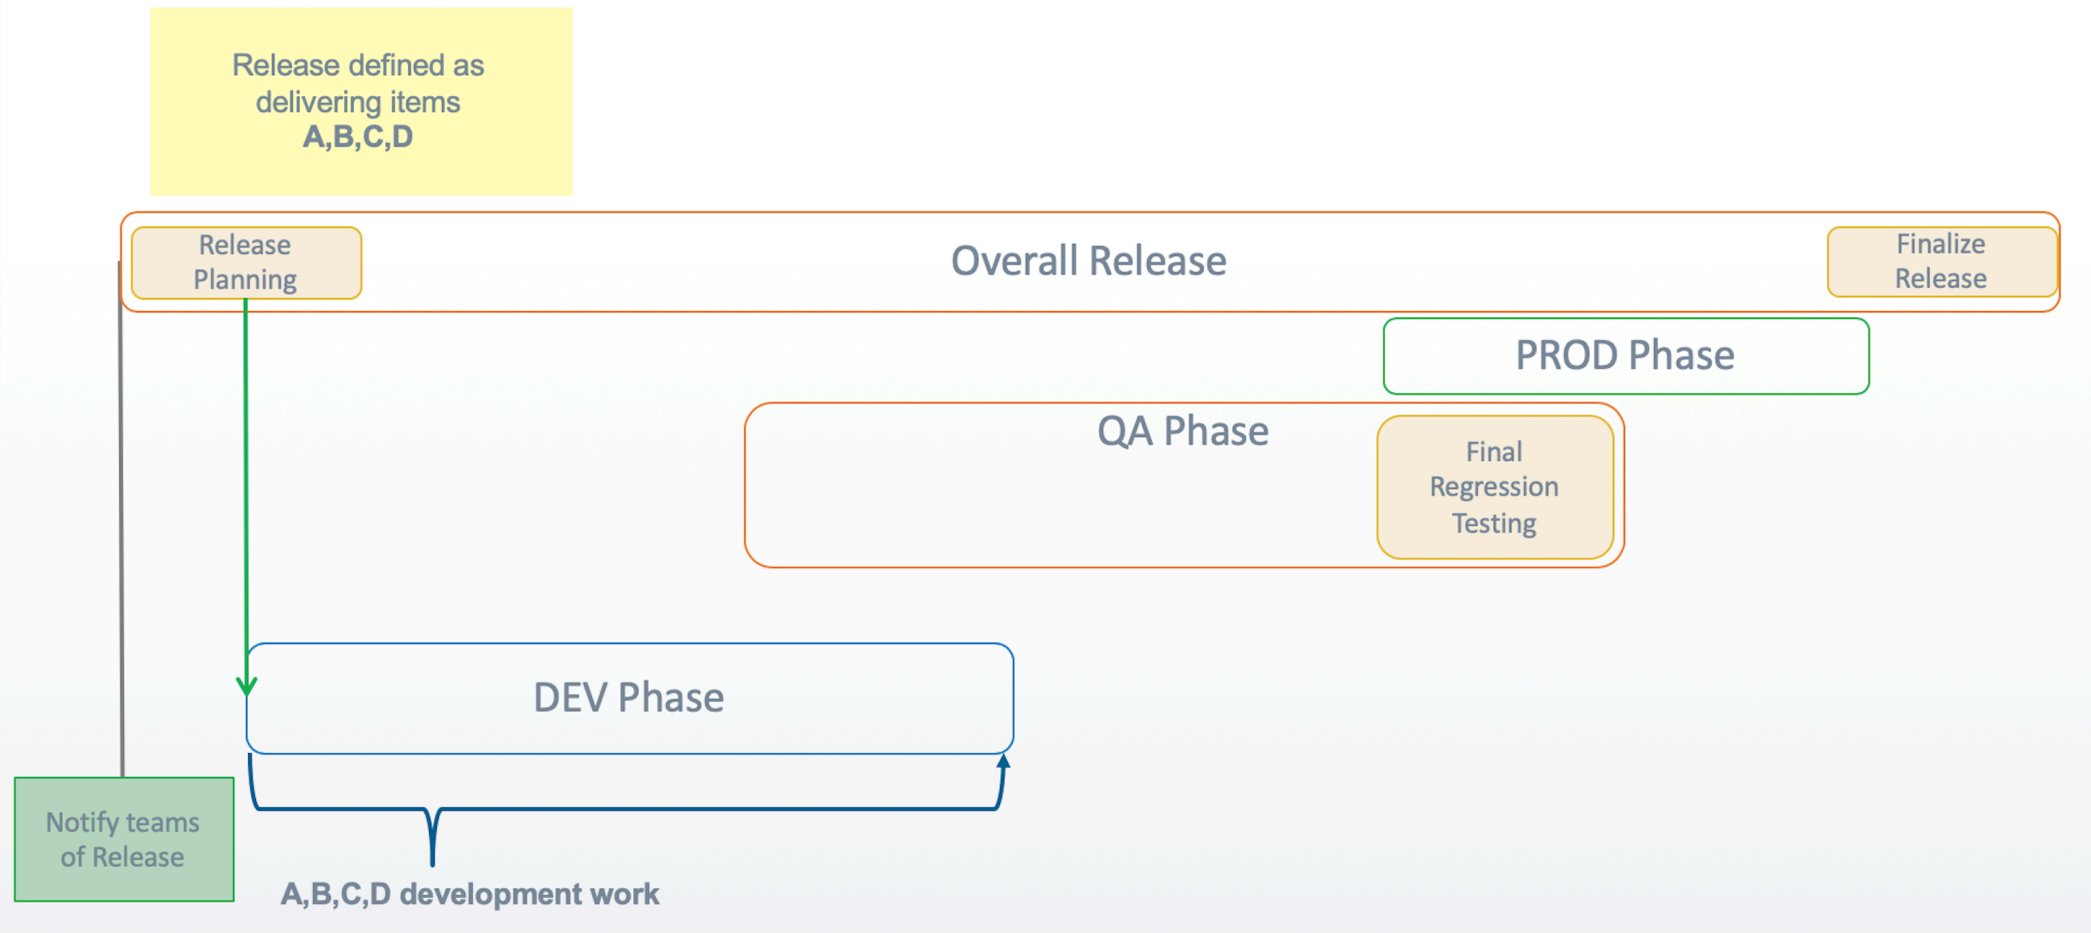 Release defined as
delivering items
A,B,C,D
Release
Planning
Overall Release
Finalize
Release
PROD Phase
QA Phase
Final
Regression
Testing
DEV Phase
Notify teams
of Release
A,B,C,D development work